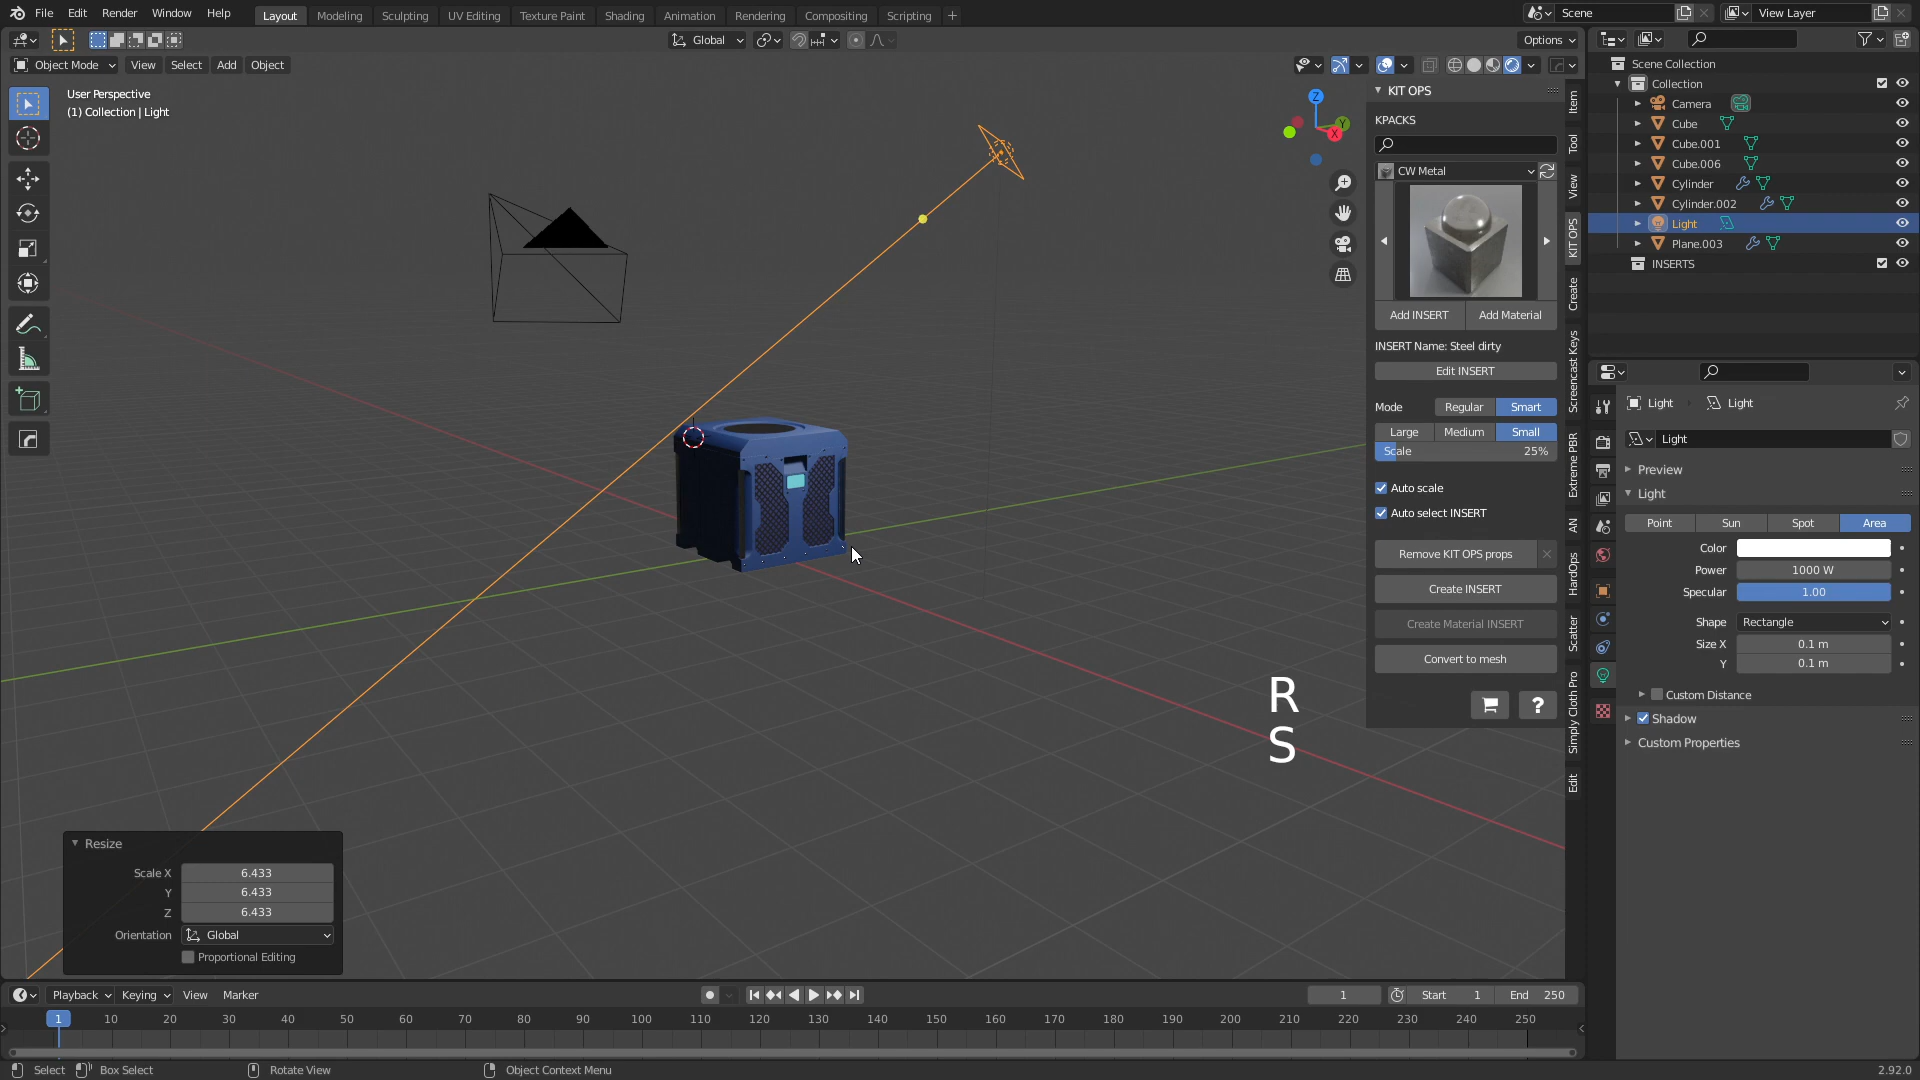 File Edit Render Window Help Layout Modeling Sculpting UV Editing Texture Paint Shading Animation Rendering Compositing Scripting + Scene View Layer
Global Options
Object Mode View Select Add Object
User Perspective
(1) Collection | Light
Z
Y
X
KIT OPS
KPACKS
CW Metal
Add INSERT Add Material
INSERT Name: Steel dirty
Edit INSERT
Mode Regular Smart
Large Medium Small
Scale 25%
Auto scale
Auto select INSERT
Remove KIT OPS props
Create INSERT
Create Material INSERT
Convert to mesh
?
Item
Tool
View
KIT OPS
Create
Screencast Keys
Extreme PBR
AN
HardOps
Scatter
Simply Cloth Pro
Edit
R
S
Scene Collection
Collection
Camera
Cube
Cube.001
Cube.006
Cylinder
Cylinder.002
Light
Plane.003
INSERTS
Light Light
Light
Preview
Light
Point Sun Spot Area
Color
Power 1000 W
Specular 1.00
Shape Rectangle
Size X 0.1 m
Y 0.1 m
Custom Distance
Shadow
Custom Properties
Resize
Scale X 6.433
Y 6.433
Z 6.433
Orientation Global
Proportional Editing
Playback Keying View Marker 1 Start 1 End 250
1 10 20 30 40 50 60 70 80 90 100 110 120 130 140 150 160 170 180 190 200 210 220 230 240 250
Select Box Select Rotate View Object Context Menu 2.92.0